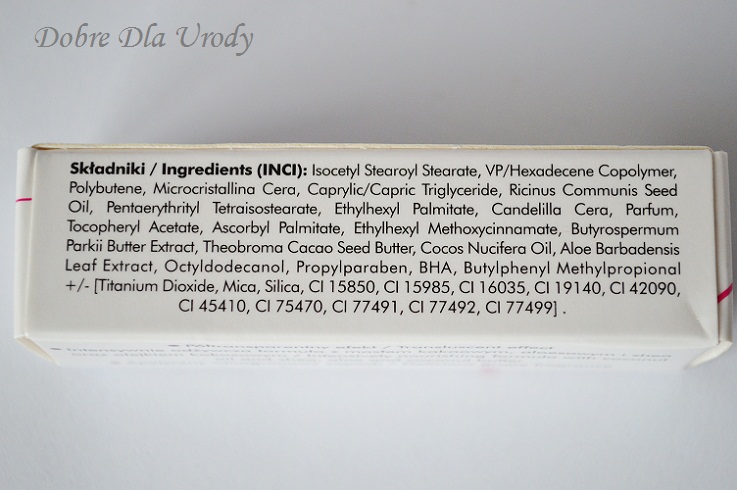 Dobre Dla Urody
Składniki / Ingredients (INCI): Isocetyl Stearoyl Stearate, VP/Hexadecene Copolymer,
Polybutene, Microcristallina Cera, Caprylic/Capric Triglyceride, Ricinus Communis Seed
Oil, Pentaerythrityl Tetraisostearate, Ethylhexyl Palmitate, Candelilla Cera, Parfum,
Tocopheryl Acetate, Ascorbyl Palmitate, Ethylhexyl Methoxycinnamate, Butyrospermum
Parkii Butter Extract, Theobroma Cacao Seed Butter, Cocos Nucifera Oil, Aloe Barbadensis
Leaf Extract, Octyldodecanol, Propylparaben, BHA, Butylphenyl Methylpropional
+/- [Titanium Dioxide, Mica, Silica, CI 15850, CI 15985, CI 16035, CI 19140, CI 42090,
CI 45410, CI 75470, CI 77491, CI 77492, CI 77499] .
Półtransparentny efekt / Translucent effect